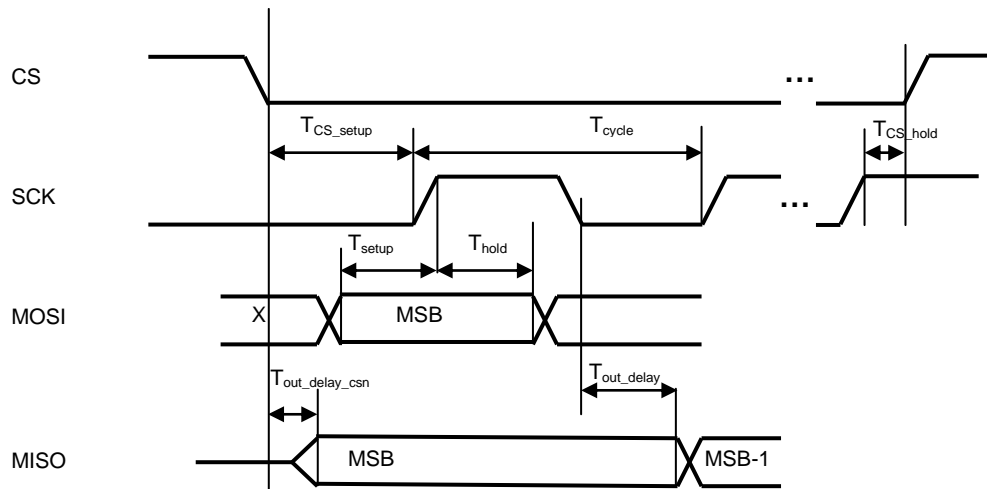 CS
...
T_CS_setup
T_cycle
T_CS_hold
SCK
...
T_setup
T_hold
MOSI
X
MSB
T_out_delay_csn
T_out_delay
MISO
MSB
MSB-1